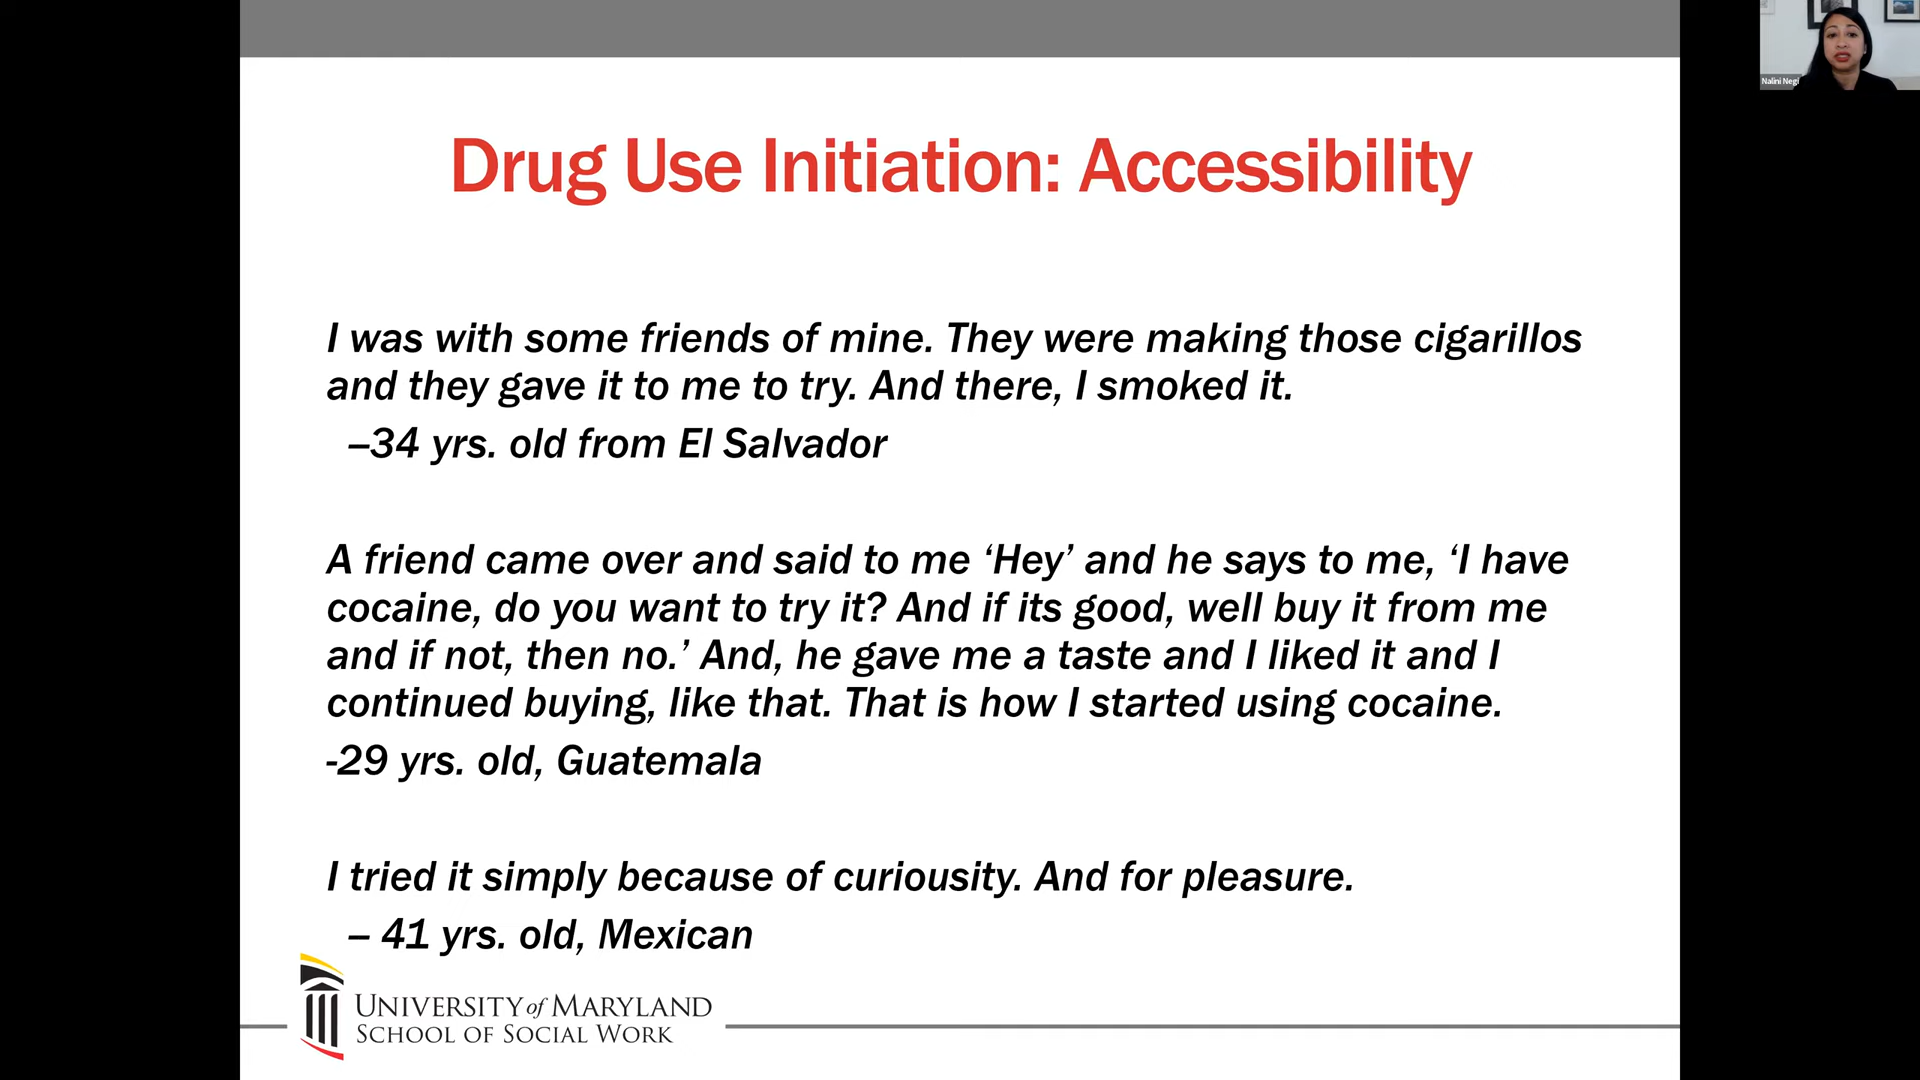 Nalini Negi
Drug Use Initiation: Accessibility
I was with some friends of mine. They were making those cigarillos
and they gave it to me to try. And there, I smoked it.
–34 yrs. old from El Salvador
A friend came over and said to me ‘Hey’ and he says to me, ‘I have
cocaine, do you want to try it? And if its good, well buy it from me
and if not, then no.’ And, he gave me a taste and I liked it and I
continued buying, like that. That is how I started using cocaine.
-29 yrs. old, Guatemala
I tried it simply because of curiousity. And for pleasure.
– 41 yrs. old, Mexican
UNIVERSITY of MARYLAND
SCHOOL OF SOCIAL WORK